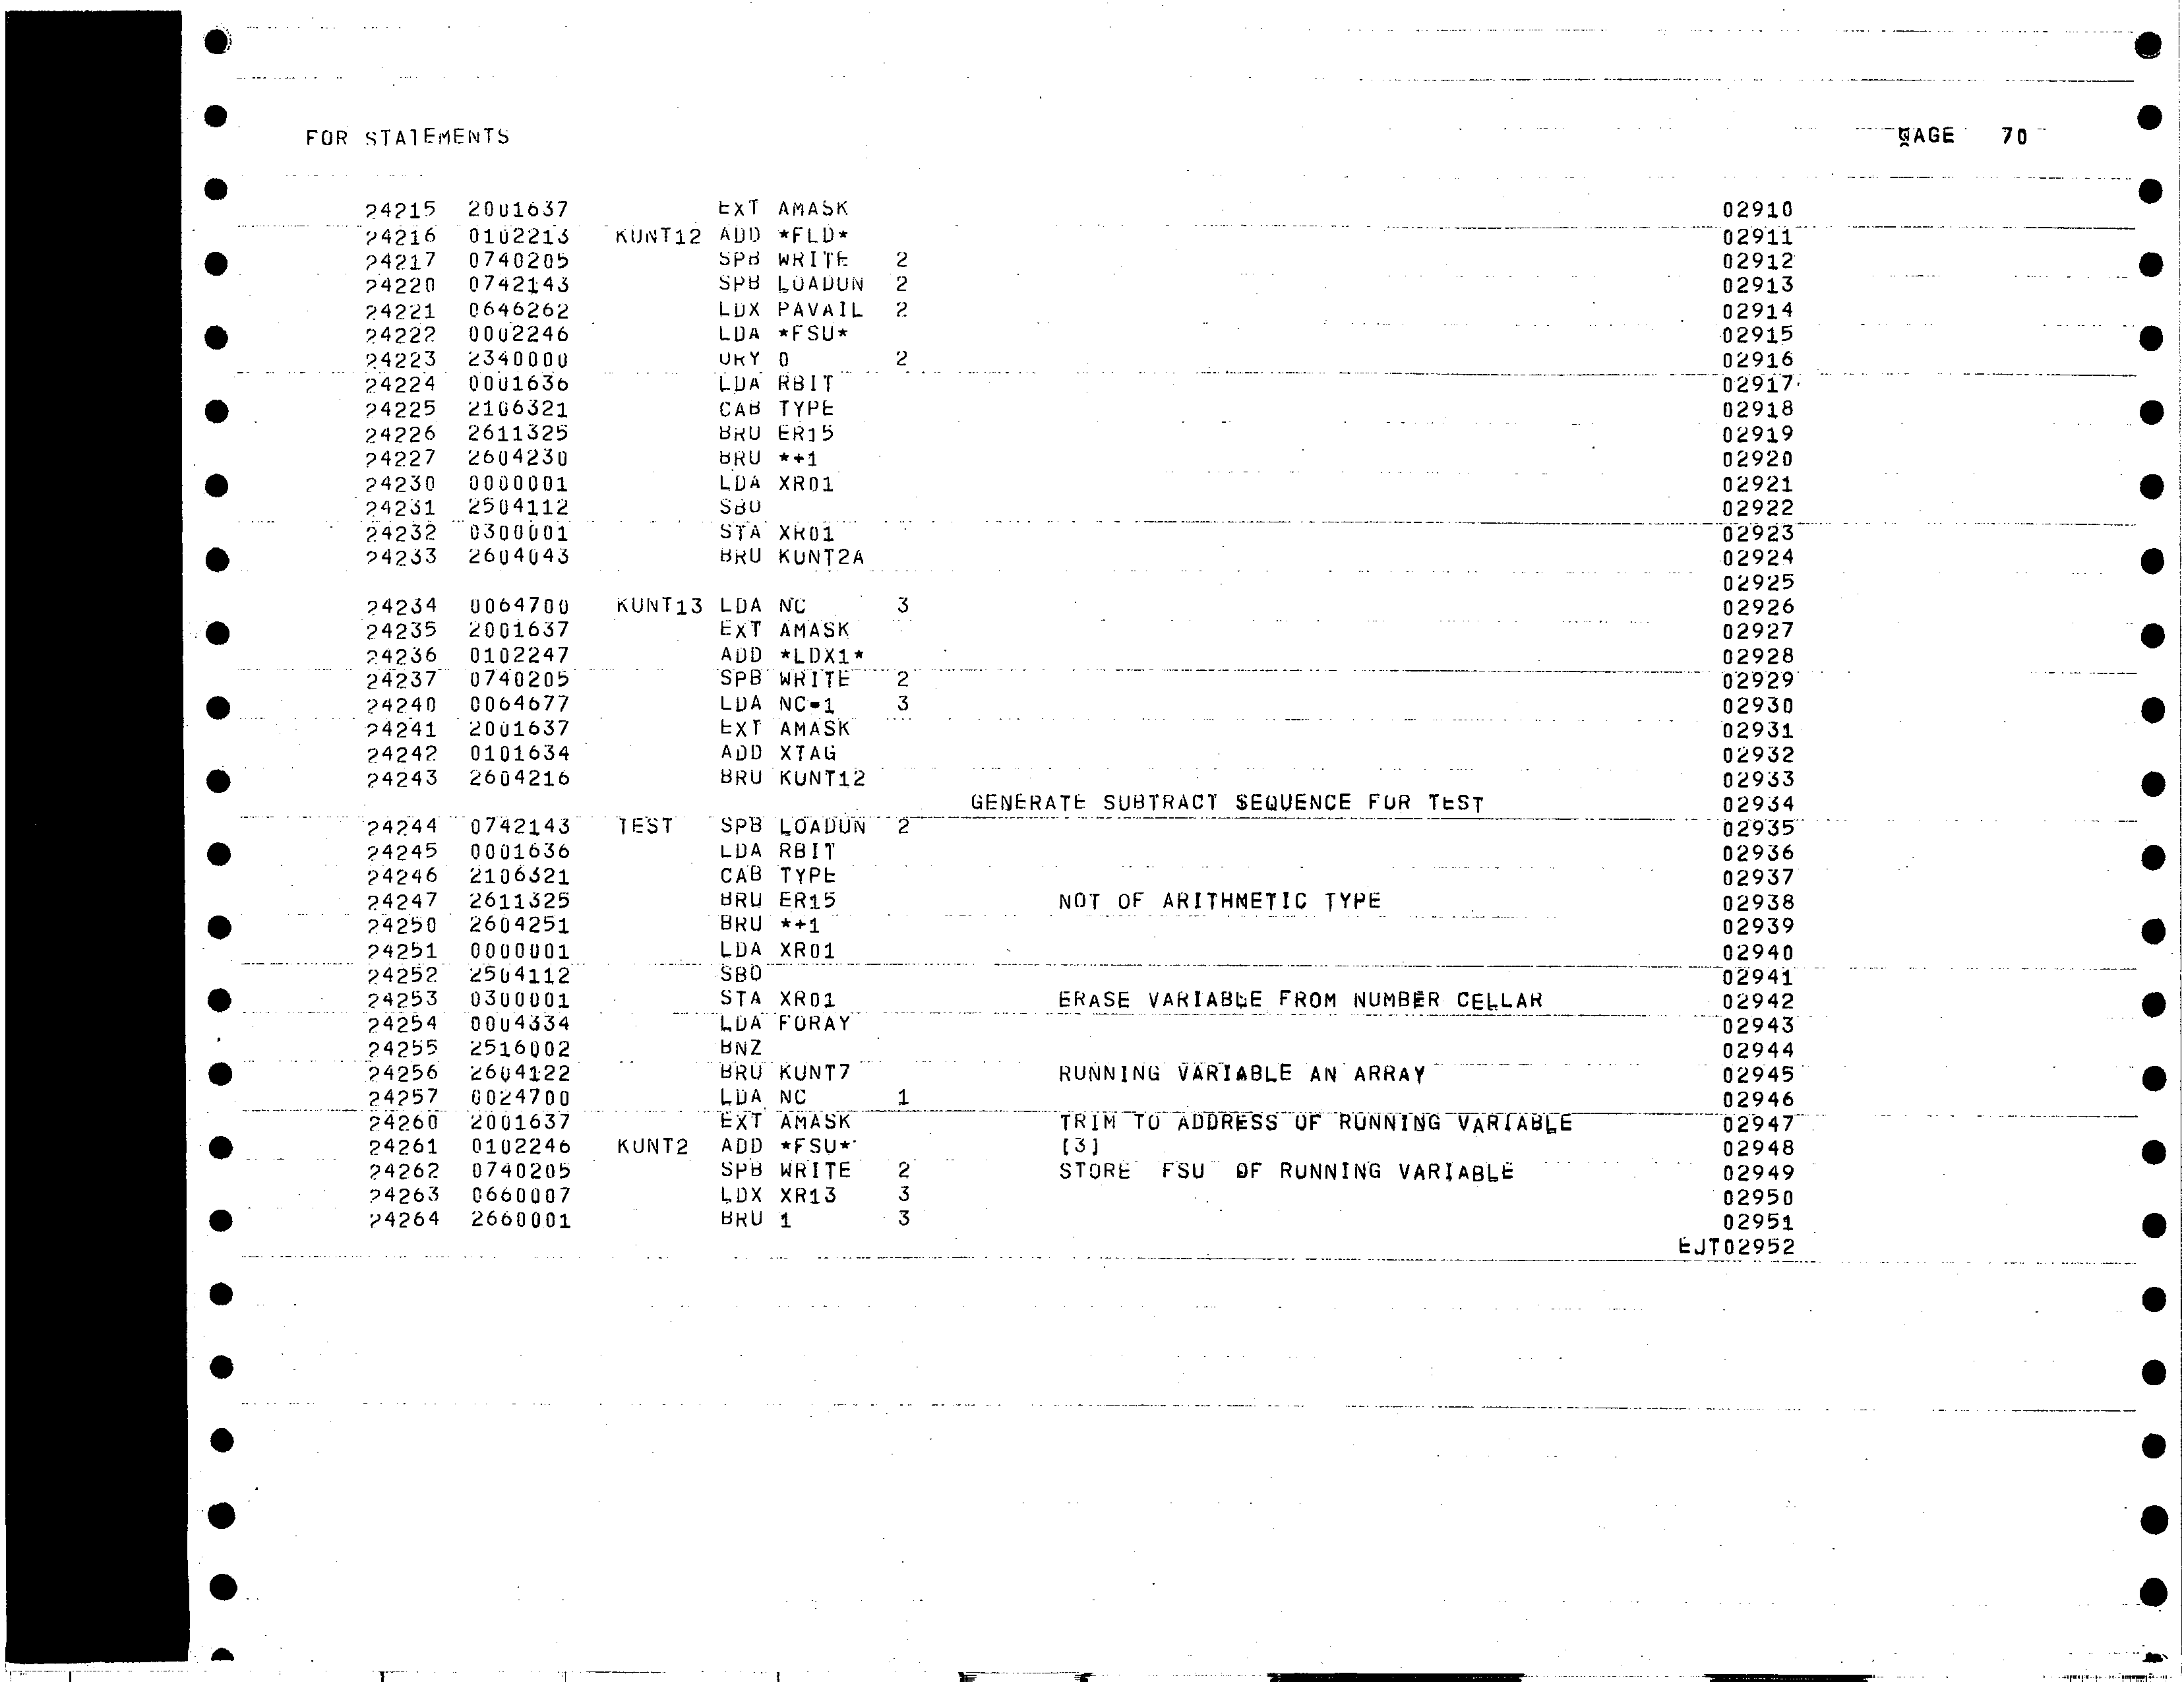 FOR STATEMENTS PAGE 70
24215 2001637 EXT AMASK 02910
24216 0102213 KUNT12 ADD *FLD* 02911
24217 0740205 SPB WRITE 2 02912
24220 0742143 SPB LOADUN 2 02913
24221 0646262 LDX PAVAIL 2 02914
24222 0002246 LDA *FSU* 02915
24223 2340000 ORY 0 2 02916
24224 0001636 LDA RBIT 02917
24225 2106321 CAB TYPE 02918
24226 2611325 BRU ER15 02919
24227 2604230 BRU *+1 02920
24230 0000001 LDA XR01 02921
24231 2504112 SBO 02922
24232 0300001 STA XR01 02923
24233 2604043 BRU KUNT2A 02924
02925
24234 0064700 KUNT13 LDA NC 3 02926
24235 2001637 EXT AMASK 02927
24236 0102247 ADD *LDX1* 02928
24237 0740205 SPB WRITE 2 02929
24240 0064677 LDA NC-1 3 02930
24241 2001637 EXT AMASK 02931
24242 0101634 ADD XTAG 02932
24243 2604216 BRU KUNT12 02933
GENERATE SUBTRACT SEQUENCE FOR TEST 02934
24244 0742143 TEST SPB LOADUN 2 02935
24245 0001636 LDA RBIT 02936
24246 2106321 CAB TYPE 02937
24247 2611325 BRU ER15 NOT OF ARITHMETIC TYPE 02938
24250 2604251 BRU *+1 02939
24251 0000001 LDA XR01 02940
24252 2504112 SBO 02941
24253 0300001 STA XR01 ERASE VARIABLE FROM NUMBER CELLAR 02942
24254 0004334 LDA FORAY 02943
24255 2516002 BNZ 02944
24256 2604122 BRU KUNT7 RUNNING VARIABLE AN ARRAY 02945
24257 0024700 LDA NC 1 02946
24260 2001637 EXT AMASK TRIM TO ADDRESS OF RUNNING VARIABLE 02947
24261 0102246 KUNT2 ADD *FSU* [3] 02948
24262 0740205 SPB WRITE 2 STORE FSU OF RUNNING VARIABLE 02949
24263 0660007 LDX XR13 3 02950
24264 2660001 BRU 1 3 02951
EJT02952